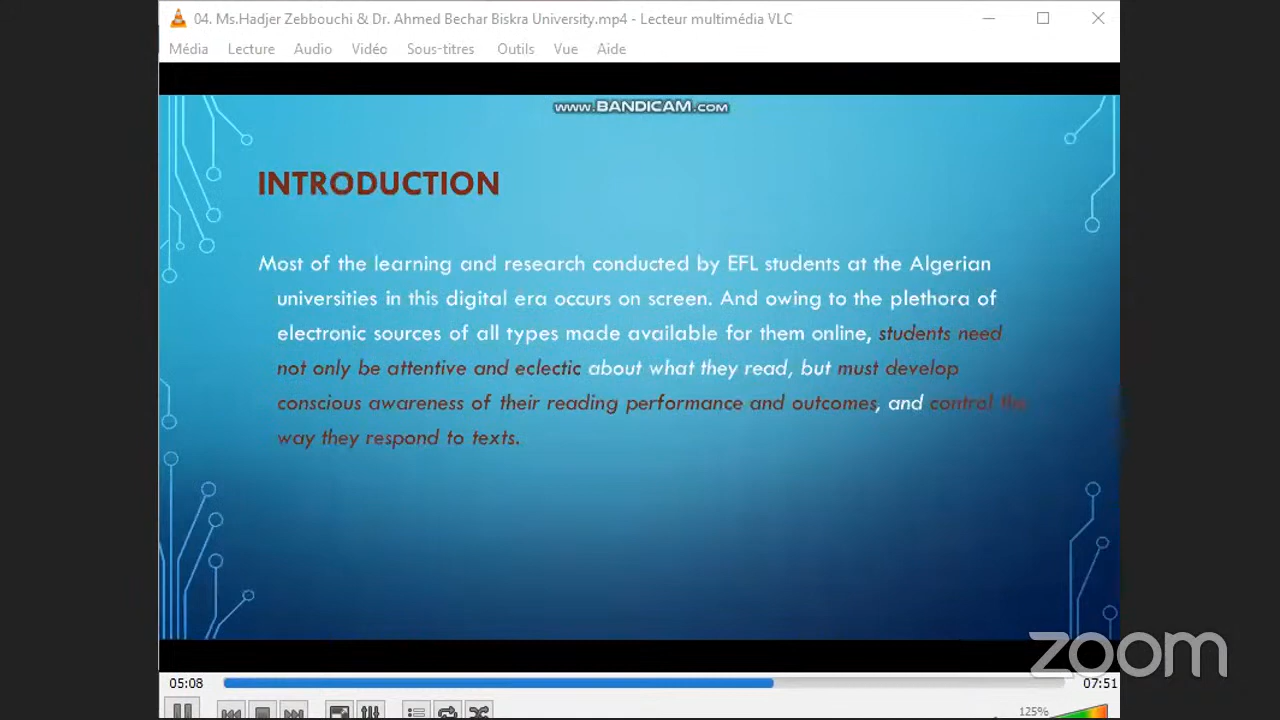 04. Ms.Hadjer Zebbouchi & Dr. Ahmed Bechar Biskra University.mp4 - Lecteur multimédia VLC
Média Lecture Audio Vidéo Sous-titres Outils Vue Aide
www.BANDICAM.com
INTRODUCTION
Most of the learning and research conducted by EFL students at the Algerian
universities in this digital era occurs on screen. And owing to the plethora of
electronic sources of all types made available for them online, students need
not only be attentive and eclectic about what they read, but must develop
conscious awareness of their reading performance and outcomes, and control the
way they respond to texts.
zoom
05:08 07:51
125%